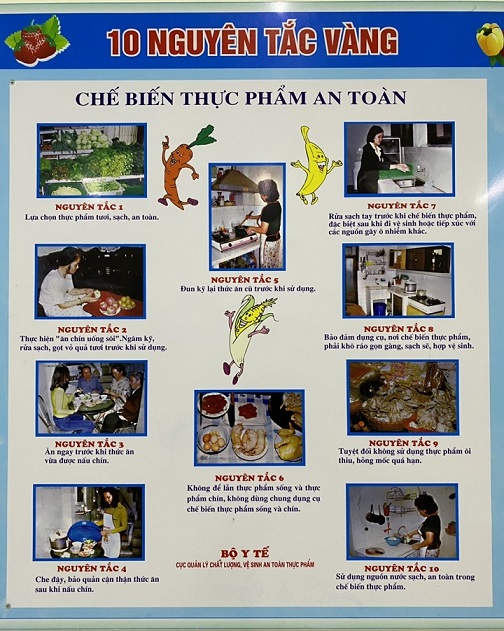 10 NGUYÊN TẮC VÀNG
CHẾ BIẾN THỰC PHẨM AN TOÀN
NGUYÊN TẮC 1
Lựa chọn thực phẩm tươi, sạch, an toàn.
NGUYÊN TẮC 2
Thực hiện "ăn chín uống sôi".Ngâm kỹ,
rửa sạch, gọt vỏ quả tươi trước khi sử dụng.
NGUYÊN TẮC 3
Ăn ngay trước khi thức ăn
vừa được nấu chín.
NGUYÊN TẮC 4
Che đậy, bảo quản cận thận thức ăn
sau khi nấu chín.
NGUYÊN TẮC 5
Đun kỹ lại thức ăn cũ trước khi sử dụng.
NGUYÊN TẮC 6
Không để lẫn thực phẩm sống và thực
phẩm chín, không dùng chung dụng cụ
chế biến thực phẩm sống và chín.
BỘ Y TẾ
CỤC QUẢN LÝ CHẤT LƯỢNG, VỆ SINH AN TOÀN THỰC PHẨM
NGUYÊN TẮC 7
Rửa sạch tay trước khi chế biến thực phẩm,
đặc biệt sau khi đi vệ sinh hoặc tiếp xúc với
các nguồn gây ô nhiễm khác.
NGUYÊN TẮC 8
Bảo đảm dụng cụ, nơi chế biến thực phẩm,
phải khô ráo gọn gàng, sạch sẽ, hợp vệ sinh.
NGUYÊN TẮC 9
Tuyệt đối không sử dụng thực phẩm ôi
thiu, hỏng mốc quá hạn.
NGUYÊN TẮC 10
Sử dụng nguồn nước sạch, an toàn trong
chế biến thực phẩm.